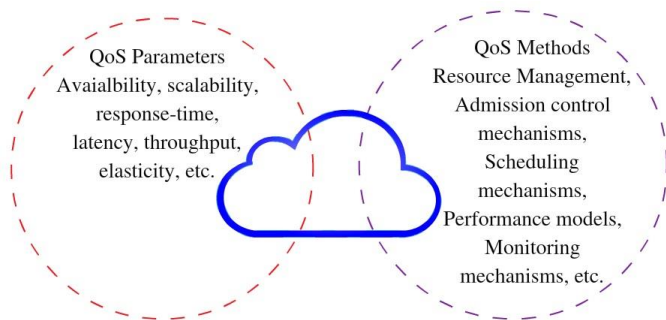 QoS Parameters
Avaialbility, scalability,
response-time,
latency, throughput,
elasticity, etc.
QoS Methods
Resource Management,
Admission control
mechanisms,
Scheduling
mechanisms,
Performance models,
Monitoring
mechanisms, etc.